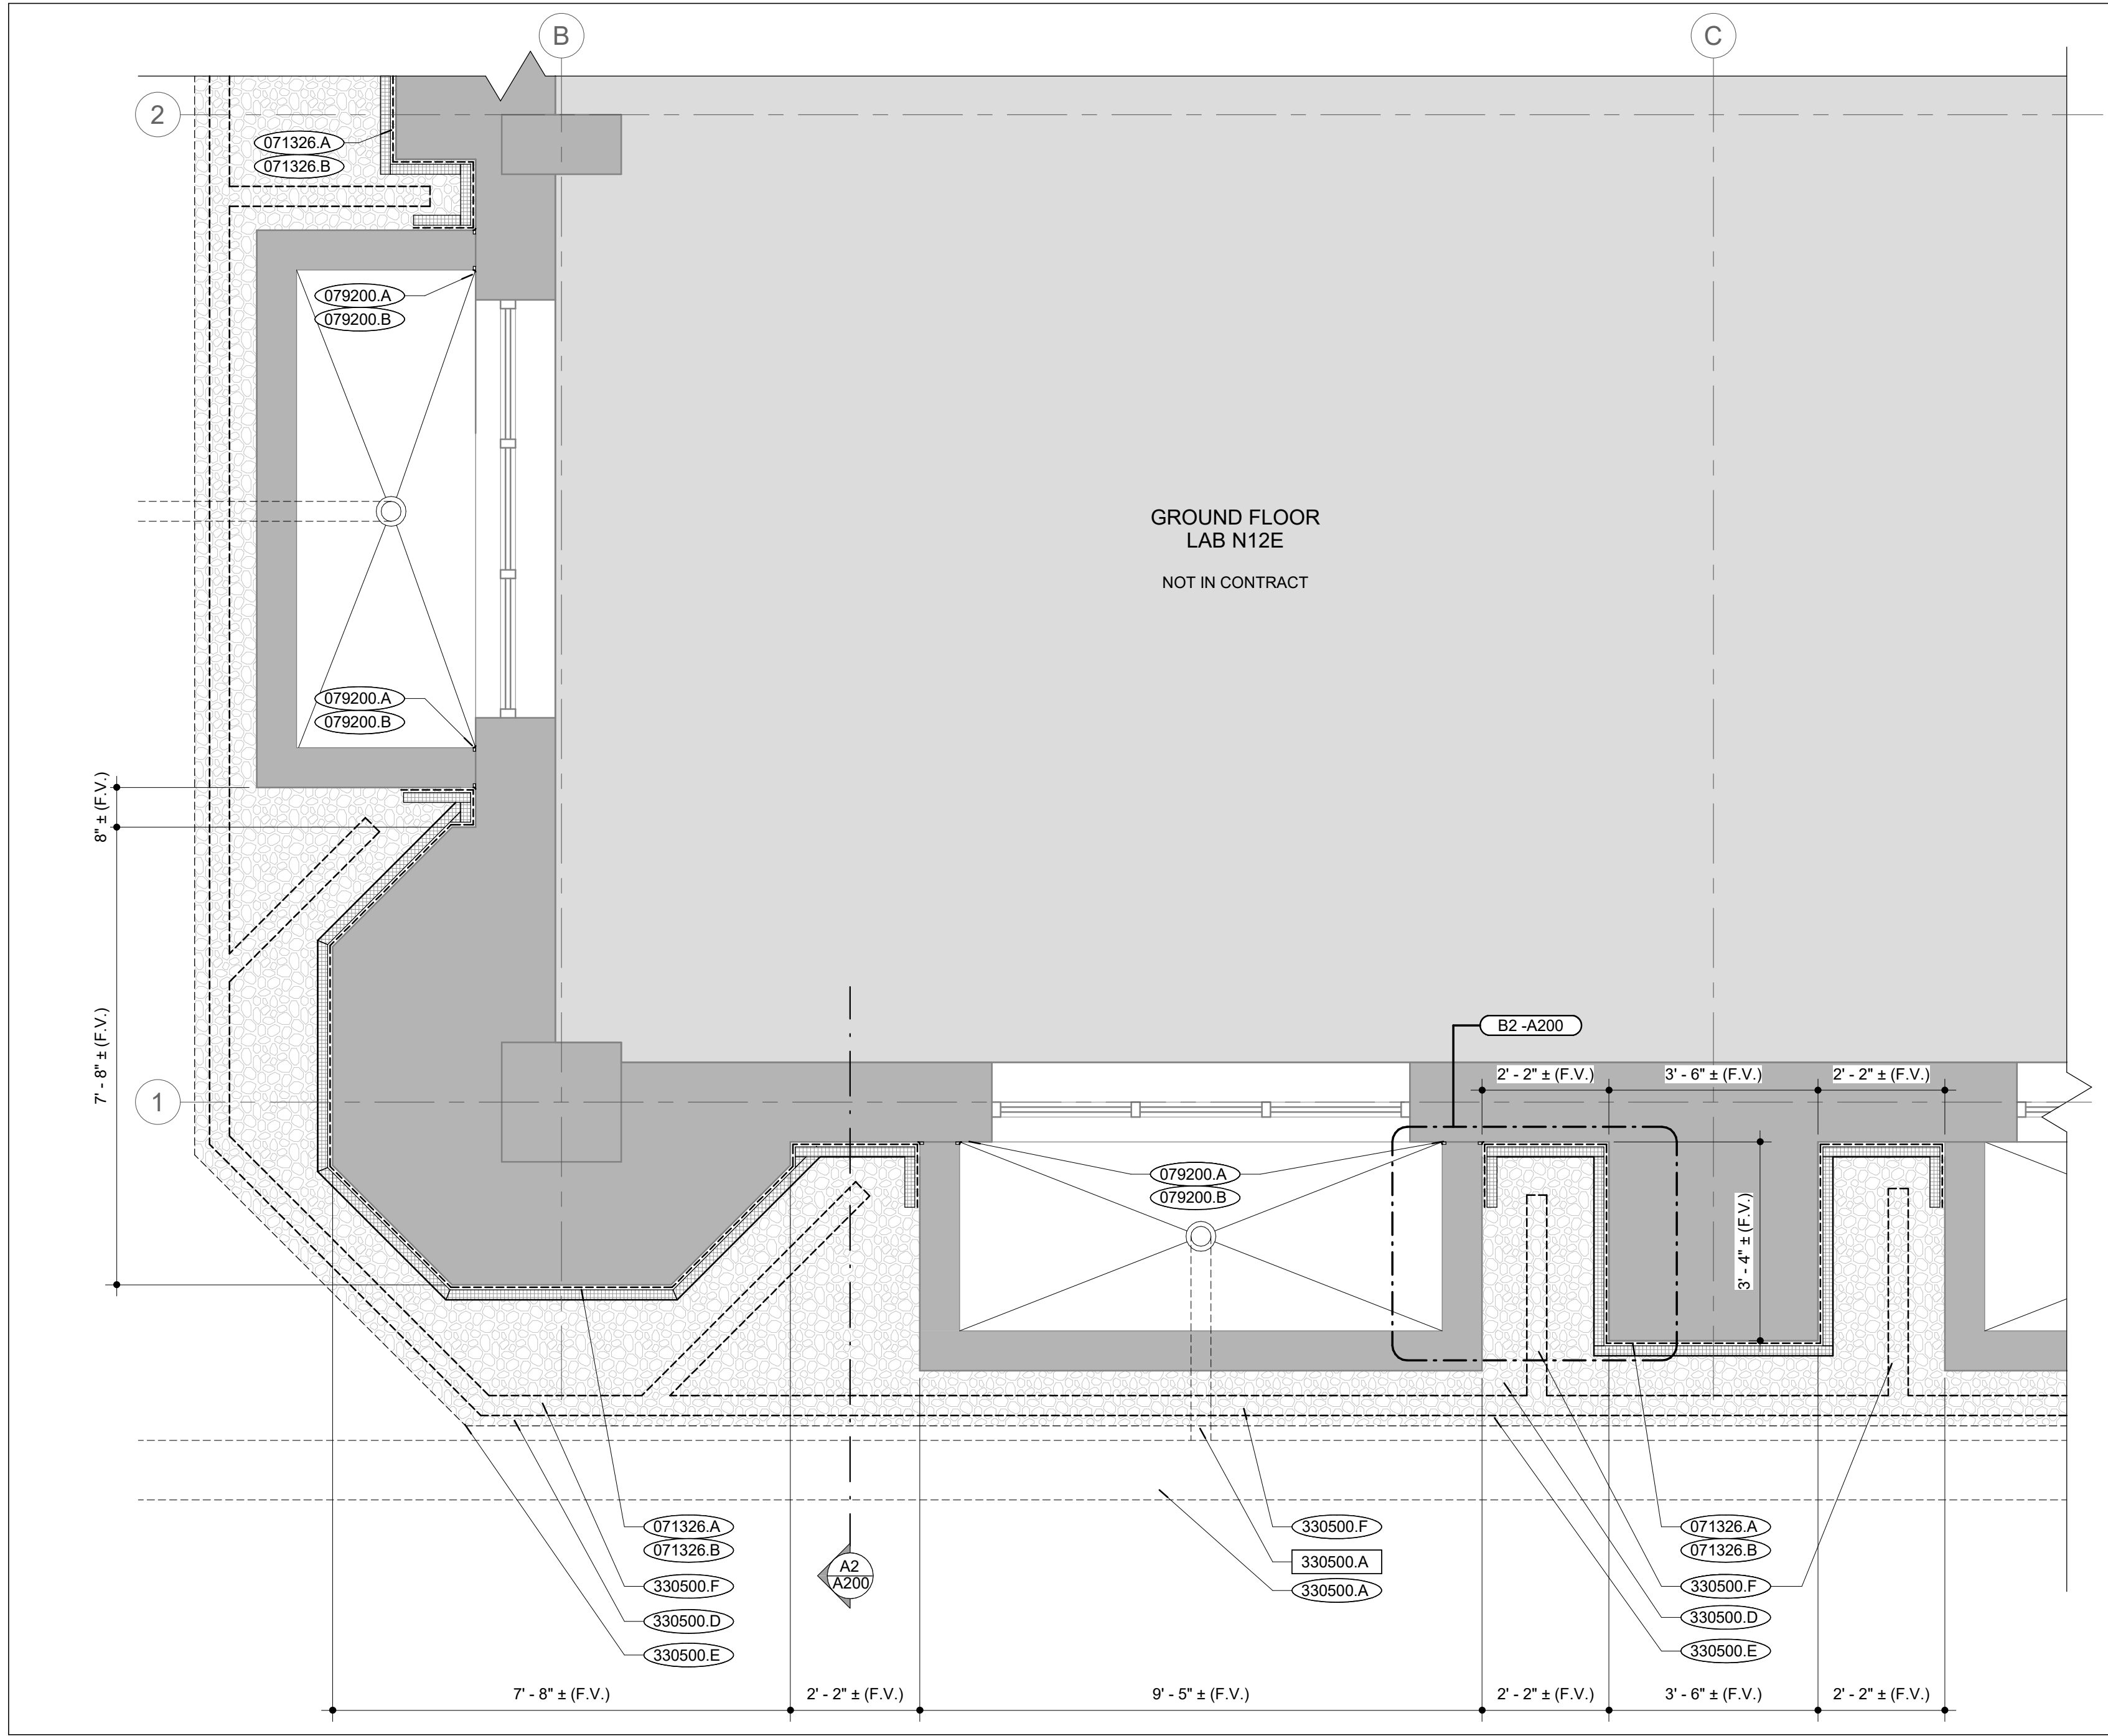 B
C
2
071326.A
071326.B
079200.A
079200.B
GROUND FLOOR
LAB N12E
NOT IN CONTRACT
079200.A
079200.B
8" ± (F.V.)
7' - 8" ± (F.V.)
B2 -A200
2' - 2" ± (F.V.)
3' - 6" ± (F.V.)
2' - 2" ± (F.V.)
1
079200.A
079200.B
3' - 4" ± (F.V.)
071326.A
071326.B
330500.F
330500.D
330500.E
A2
A200
330500.F
330500.A
330500.A
071326.A
071326.B
330500.F
330500.D
330500.E
7' - 8" ± (F.V.)
2' - 2" ± (F.V.)
9' - 5" ± (F.V.)
2' - 2" ± (F.V.)
3' - 6" ± (F.V.)
2' - 2" ± (F.V.)